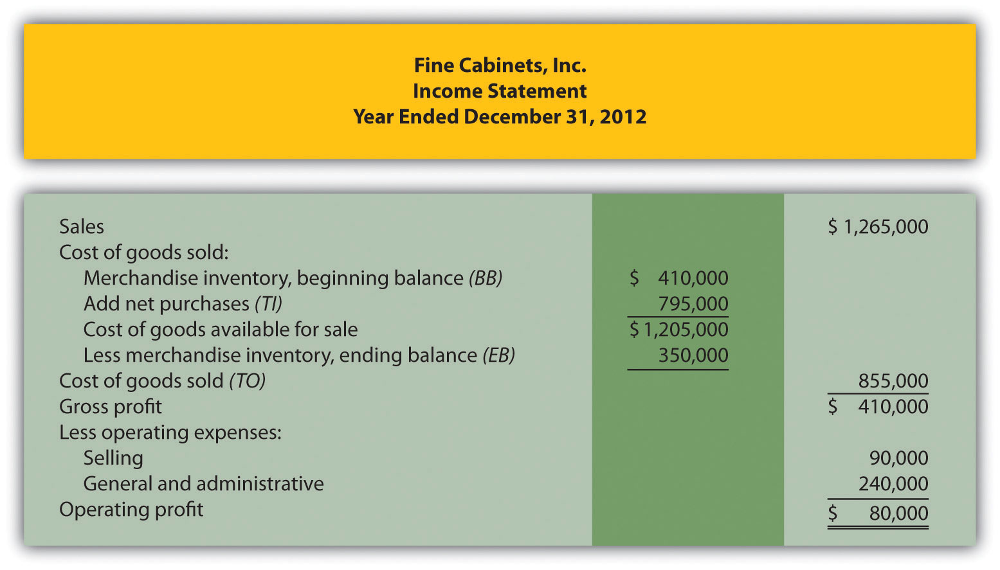 Fine Cabinets, Inc.
Income Statement
Year Ended December 31, 2012
Sales $ 1,265,000
Cost of goods sold:
Merchandise inventory, beginning balance (BB) $ 410,000
Add net purchases (TI) 795,000
Cost of goods available for sale $ 1,205,000
Less merchandise inventory, ending balance (EB) 350,000
Cost of goods sold (TO) 855,000
Gross profit $ 410,000
Less operating expenses:
Selling 90,000
General and administrative 240,000
Operating profit $ 80,000